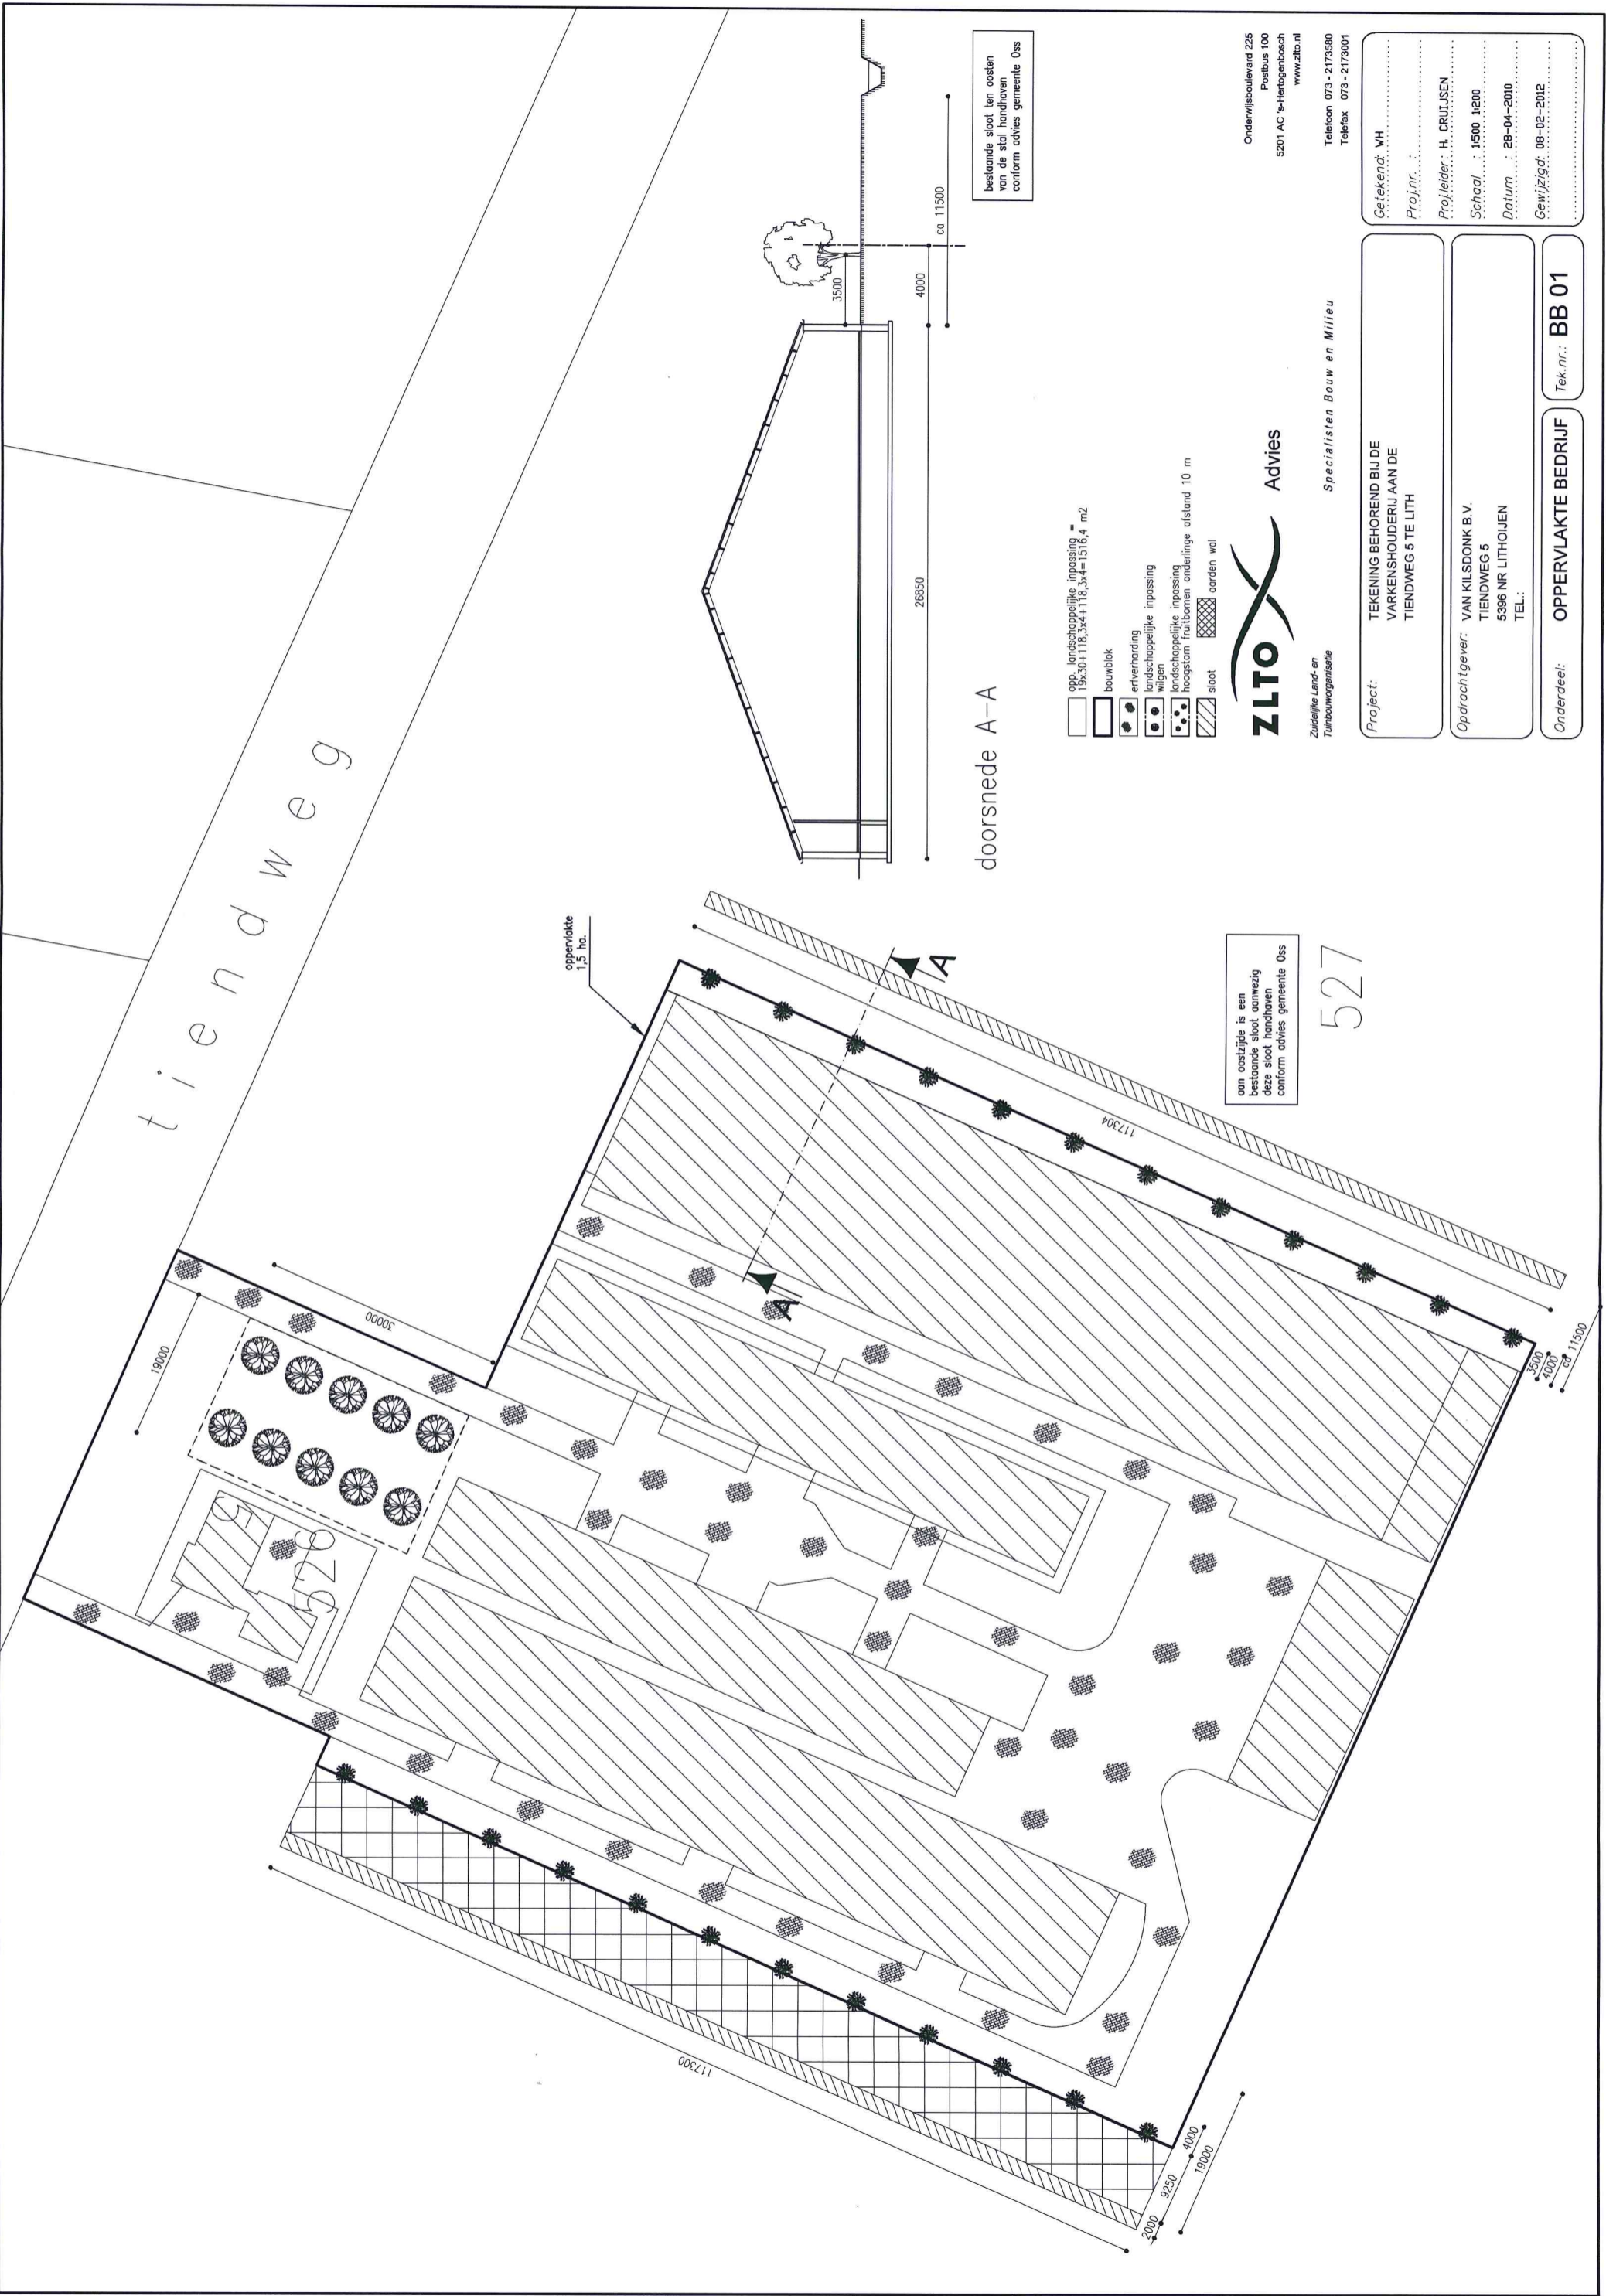 tiendweg
oppervlakte
1,5 ha.
19000
30000
526
117304
A
A
3500
4000
ca 11500
117300
2000
9250
4000
19000
aan oostzijde is een
bestaande sloot aanwezig
deze sloot handhaven
conform advies gemeente Oss
527
3500
4000
ca 11500
26850
doorsnede A-A
bestaande sloot ten oosten
van de stal handhaven
conform advies gemeente Oss
opp. landschappelijke inpassing =
19x30+118,3x4+118,3x4=1516,4 m2
bouwblok
erfverharding
landschappelijke inpassing
wilgen
landschappelijke inpassing
hoogstam fruitbomen onderlinge afstand 10 m
sloot
aarden wal
ZLTO Advies
Zuidelijke Land- en
Tuinbouworganisatie
Specialisten Bouw en Milieu
Onderwijsboulevard 225
Postbus 100
5201 AC 's-Hertogenbosch
www.zlto.nl
Telefoon 073 - 2173580
Telefax 073 - 2173001
Project: TEKENING BEHOREND BIJ DE
VARKENSHOUDERIJ AAN DE
TIENDWEG 5 TE LITH
Opdrachtgever: VAN KILSDONK B.V.
TIENDWEG 5
5396 NR LITHOIJEN
TEL.:
Onderdeel: OPPERVLAKTE BEDRIJF
Tek.nr.: BB 01
Getekend: WH
Proj.nr. :
Proj.leider: H. CRUIJSEN
Schaal : 1:500 1:200
Datum : 28-04-2010
Gewijzigd: 08-02-2012